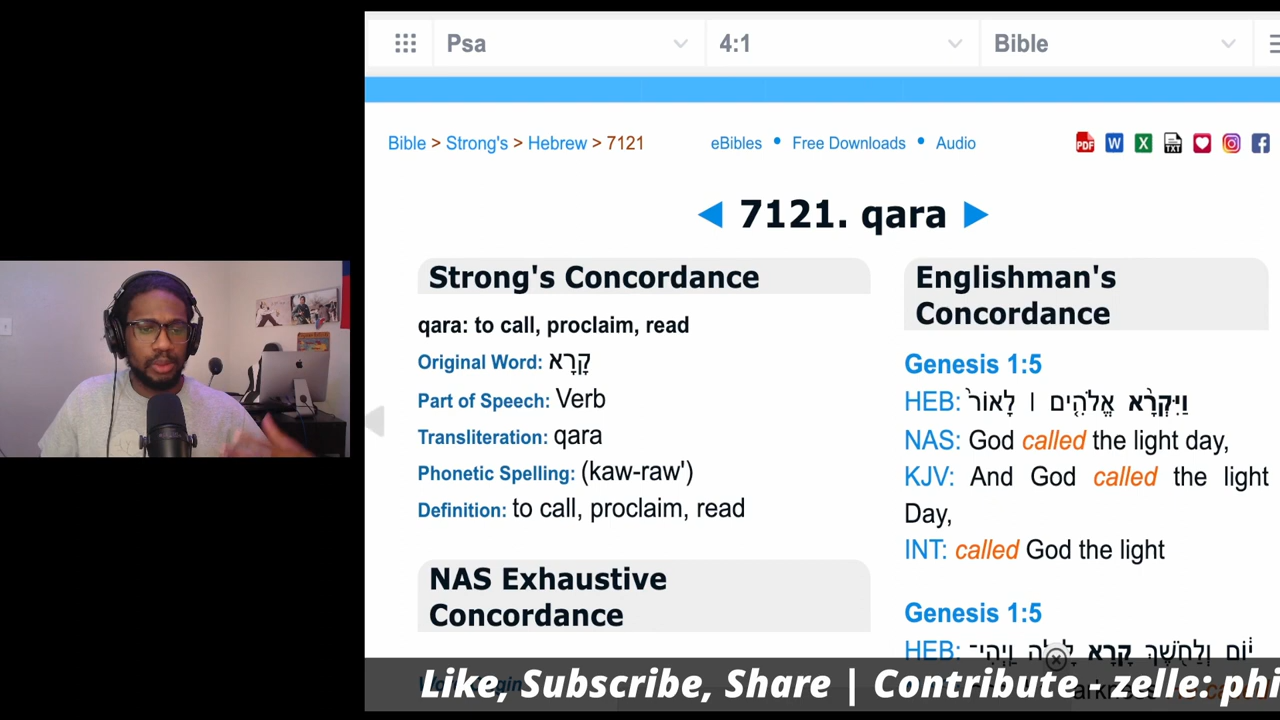 Psa
4:1
Bible
Bible > Strong's > Hebrew > 7121
eBibles • Free Downloads • Audio
PDF W X TXT
◄ 7121. qara ►
Strong's Concordance
qara: to call, proclaim, read
Original Word: קָרָא
Part of Speech: Verb
Transliteration: qara
Phonetic Spelling: (kaw-raw')
Definition: to call, proclaim, read
NAS Exhaustive
Concordance
Englishman's
Concordance
Genesis 1:5
HEB: וַיִּקְרָ֨א אֱלֹהִ֤ים ׀ לָאוֹר֙
NAS: God called the light day,
KJV: And God called the light
Day,
INT: called God the light
Genesis 1:5
HEB: י֔וֹם וְלַחֹ֖שֶׁךְ קָ֣רָא לָ֑יְלָה וַֽיְהִי־
Like, Subscribe, Share | Contribute - zelle: phi